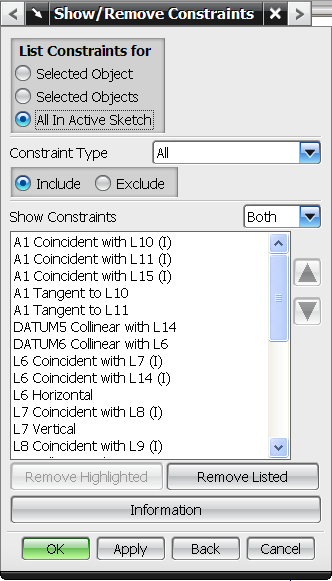 Show/Remove Constraints
List Constraints for
Selected Object
Selected Objects
All In Active Sketch
Constraint Type All
Include Exclude
Show Constraints Both
A1 Coincident with L10 (I)
A1 Coincident with L11 (I)
A1 Coincident with L15 (I)
A1 Tangent to L10
A1 Tangent to L11
DATUM5 Collinear with L14
DATUM6 Collinear with L6
L6 Coincident with L7 (I)
L6 Coincident with L14 (I)
L6 Horizontal
L7 Coincident with L8 (I)
L7 Vertical
L8 Coincident with L9 (I)
Remove Highlighted Remove Listed
Information
OK Apply Back Cancel